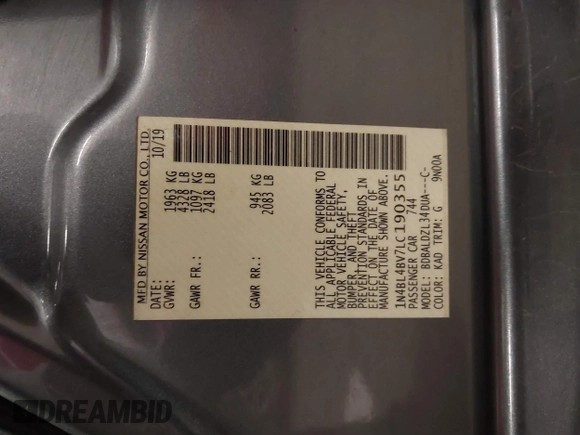 MFD BY NISSAN MOTOR CO., LTD.
DATE: 10/19
GVWR: 1963 KG
4328 LB
GAWR FR: 1097 KG
2418 LB
GAWR RR: 945 KG
2083 LB
THIS VEHICLE CONFORMS TO
ALL APPLICABLE FEDERAL
MOTOR VEHICLE SAFETY,
BUMPER, AND THEFT
PREVENTION STANDARDS IN
EFFECT ON THE DATE OF
MANUFACTURE SHOWN ABOVE.
1N4BL4BV7LC190355
PASSENGER CAR 744
MODEL: BDBALDZL34DUA---C-
COLOR: KAD TRIM: G 9N00A
DREAMBID